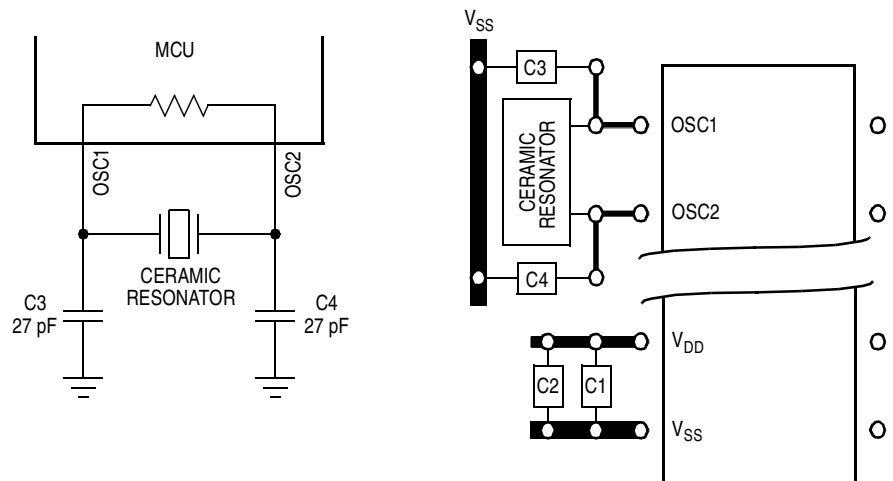 MCU
OSC1
OSC2
CERAMIC
RESONATOR
C3
27 pF
C4
27 pF
VSS
C3
OSC1
CERAMIC
RESONATOR
OSC2
C4
VDD
C2
C1
VSS